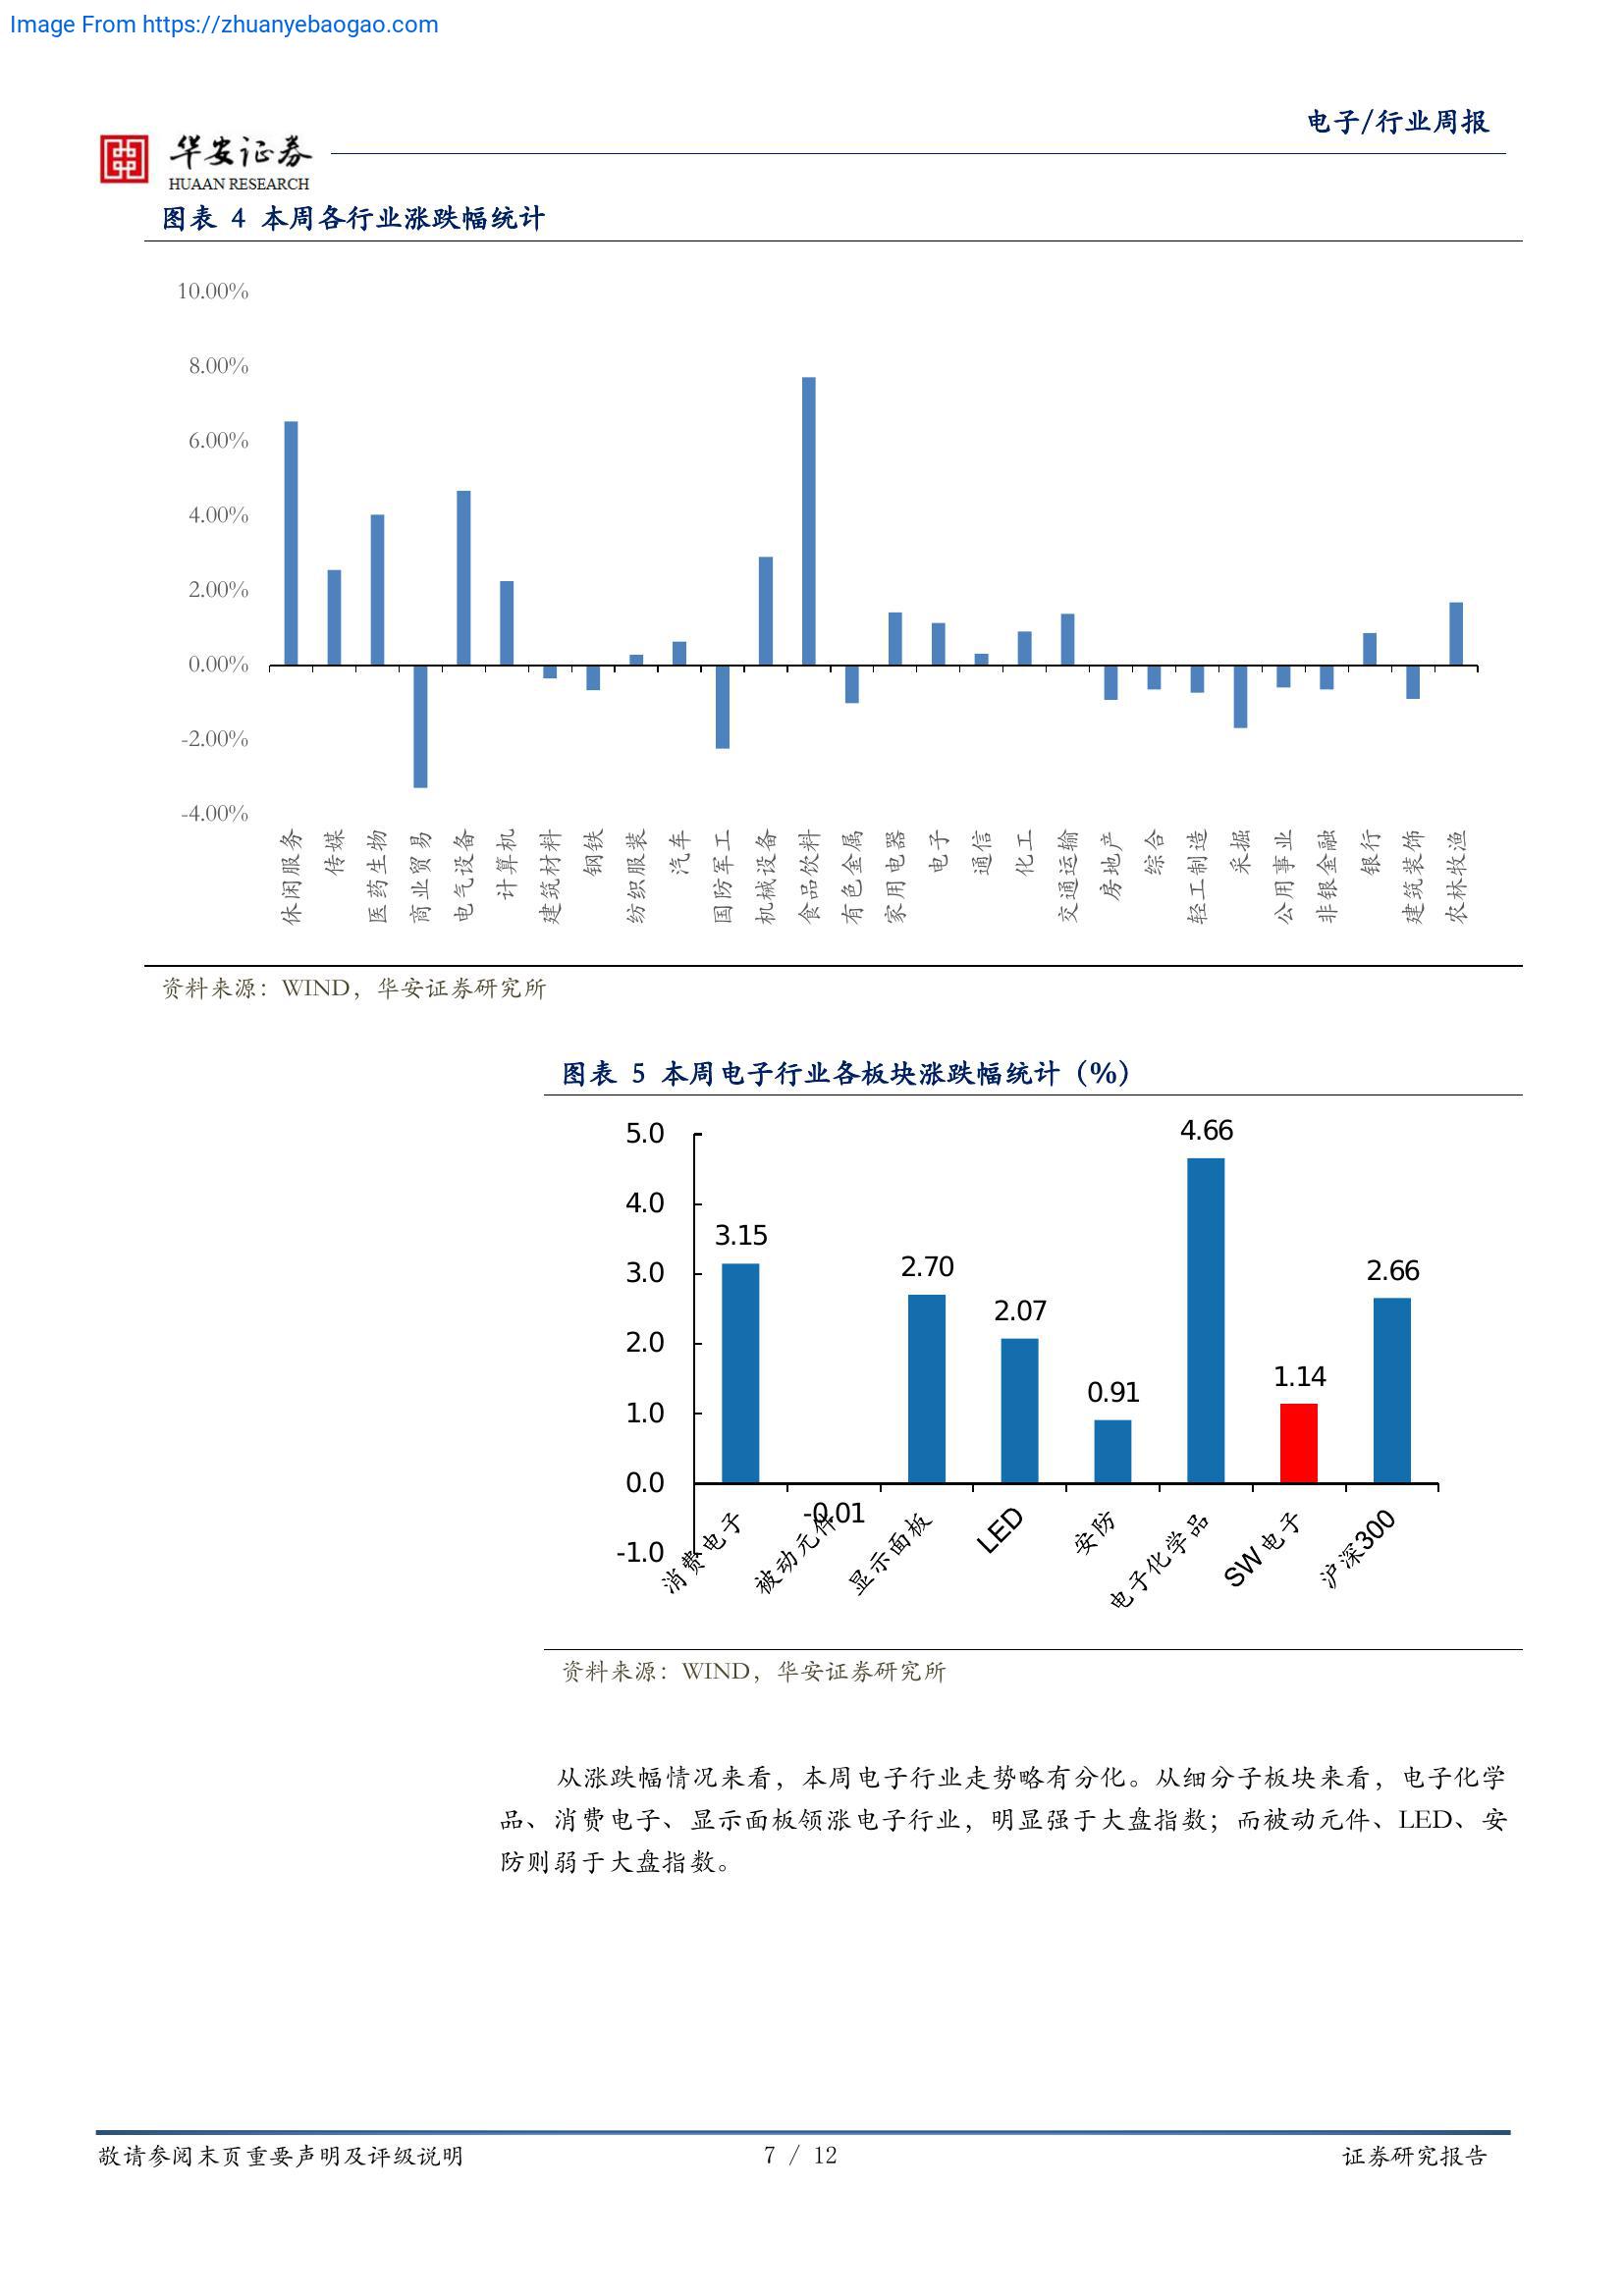 Image From https://zhuanyebaogao.com
电子/行业周报
华安证券
HUAAN RESEARCH
图表 4 本周各行业涨跌幅统计
10.00%
8.00%
6.00%
4.00%
2.00%
0.00%
-2.00%
-4.00%
休闲服务
传媒
医药生物
商业贸易
电气设备
计算机
建筑材料
钢铁
纺织服装
汽车
国防军工
机械设备
食品饮料
有色金属
家用电器
电子
通信
化工
交通运输
房地产
综合
轻工制造
采掘
公用事业
非银金融
银行
建筑装饰
农林牧渔
资料来源：WIND，华安证券研究所
图表 5 本周电子行业各板块涨跌幅统计（%）
5.0
4.0
3.0
2.0
1.0
0.0
-1.0
3.15
-0.01
2.70
2.07
0.91
4.66
1.14
2.66
消费电子
被动元件
显示面板
LED
安防
电子化学品
SW电子
沪深300
资料来源：WIND，华安证券研究所
从涨跌幅情况来看，本周电子行业走势略有分化。从细分子板块来看，电子化学
品、消费电子、显示面板领涨电子行业，明显强于大盘指数；而被动元件、LED、安
防则弱于大盘指数。
敬请参阅末页重要声明及评级说明
7 / 12
证券研究报告